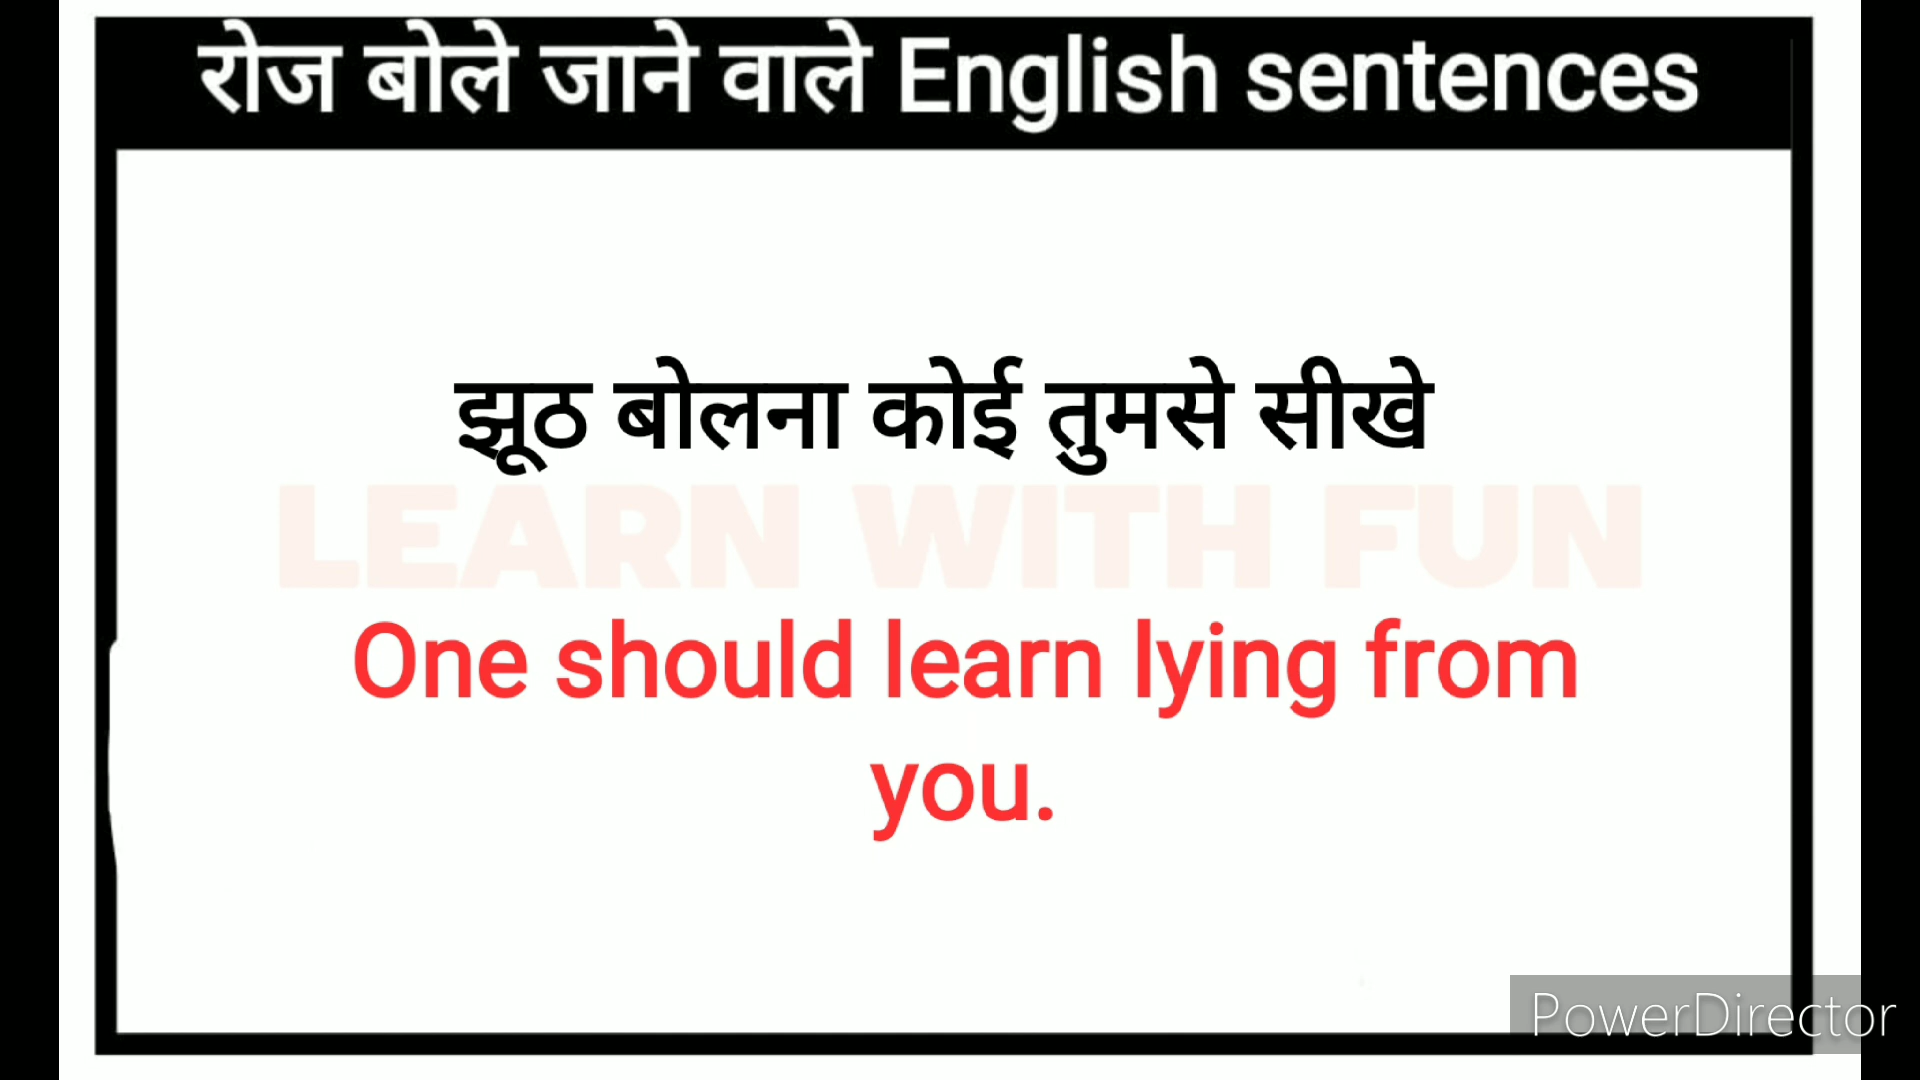 रोज बोले जाने वाले English sentences
झूठ बोलना कोई तुमसे सीखे
LEARN WITH FUN
One should learn lying from
you.
PowerDirector